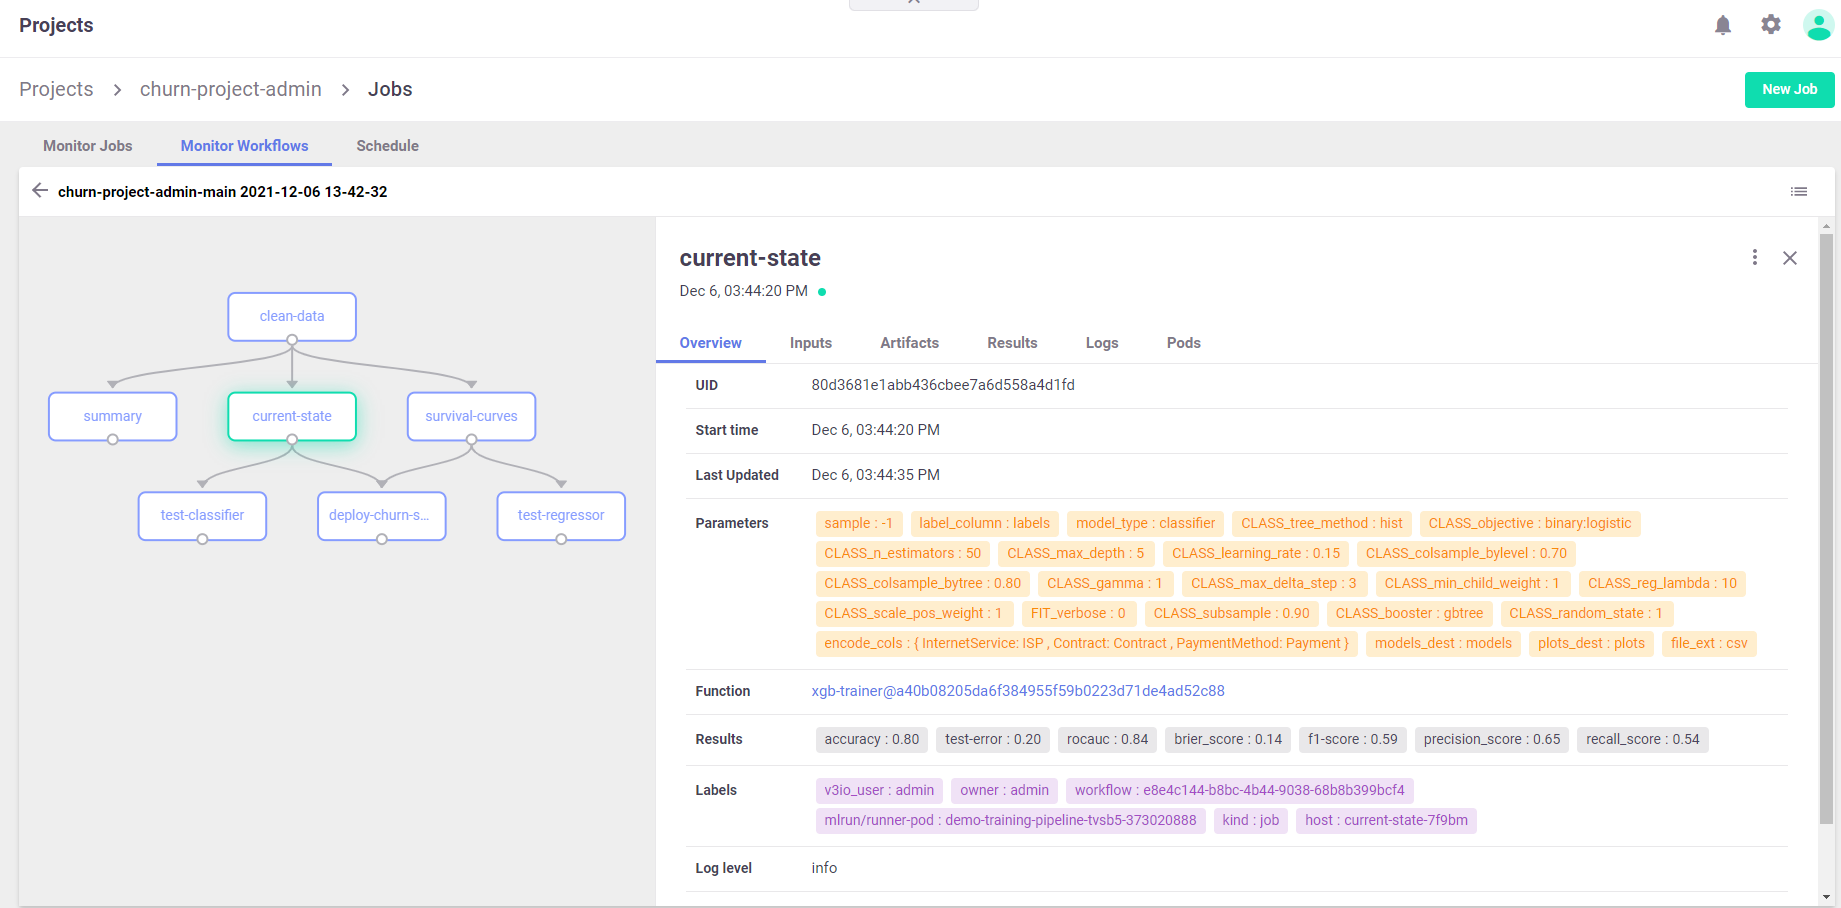 Projects
Projects > churn-project-admin > Jobs
New Job
Monitor Jobs Monitor Workflows Schedule
churn-project-admin-main 2021-12-06 13-42-32
clean-data
summary current-state survival-curves
test-classifier deploy-churn-s... test-regressor
current-state
Dec 6, 03:44:20 PM
Overview Inputs Artifacts Results Logs Pods
UID 80d3681e1abb436cbee7a6d558a4d1fd
Start time Dec 6, 03:44:20 PM
Last Updated Dec 6, 03:44:35 PM
Parameters sample : -1 label_column : labels model_type : classifier CLASS_tree_method : hist CLASS_objective : binary:logistic
CLASS_n_estimators : 50 CLASS_max_depth : 5 CLASS_learning_rate : 0.15 CLASS_colsample_bylevel : 0.70
CLASS_colsample_bytree : 0.80 CLASS_gamma : 1 CLASS_max_delta_step : 3 CLASS_min_child_weight : 1 CLASS_reg_lambda : 10
CLASS_scale_pos_weight : 1 FIT_verbose : 0 CLASS_subsample : 0.90 CLASS_booster : gbtree CLASS_random_state : 1
encode_cols : { InternetService: ISP , Contract: Contract , PaymentMethod: Payment } models_dest : models plots_dest : plots file_ext : csv
Function xgb-trainer@a40b08205da6f384955f59b0223d71de4ad52c88
Results accuracy : 0.80 test-error : 0.20 rocauc : 0.84 brier_score : 0.14 f1-score : 0.59 precision_score : 0.65 recall_score : 0.54
Labels v3io_user : admin owner : admin workflow : e8e4c144-b8bc-4b44-9038-68b8b399bcf4
mlrun/runner-pod : demo-training-pipeline-tvsb5-373020888 kind : job host : current-state-7f9bm
Log level info